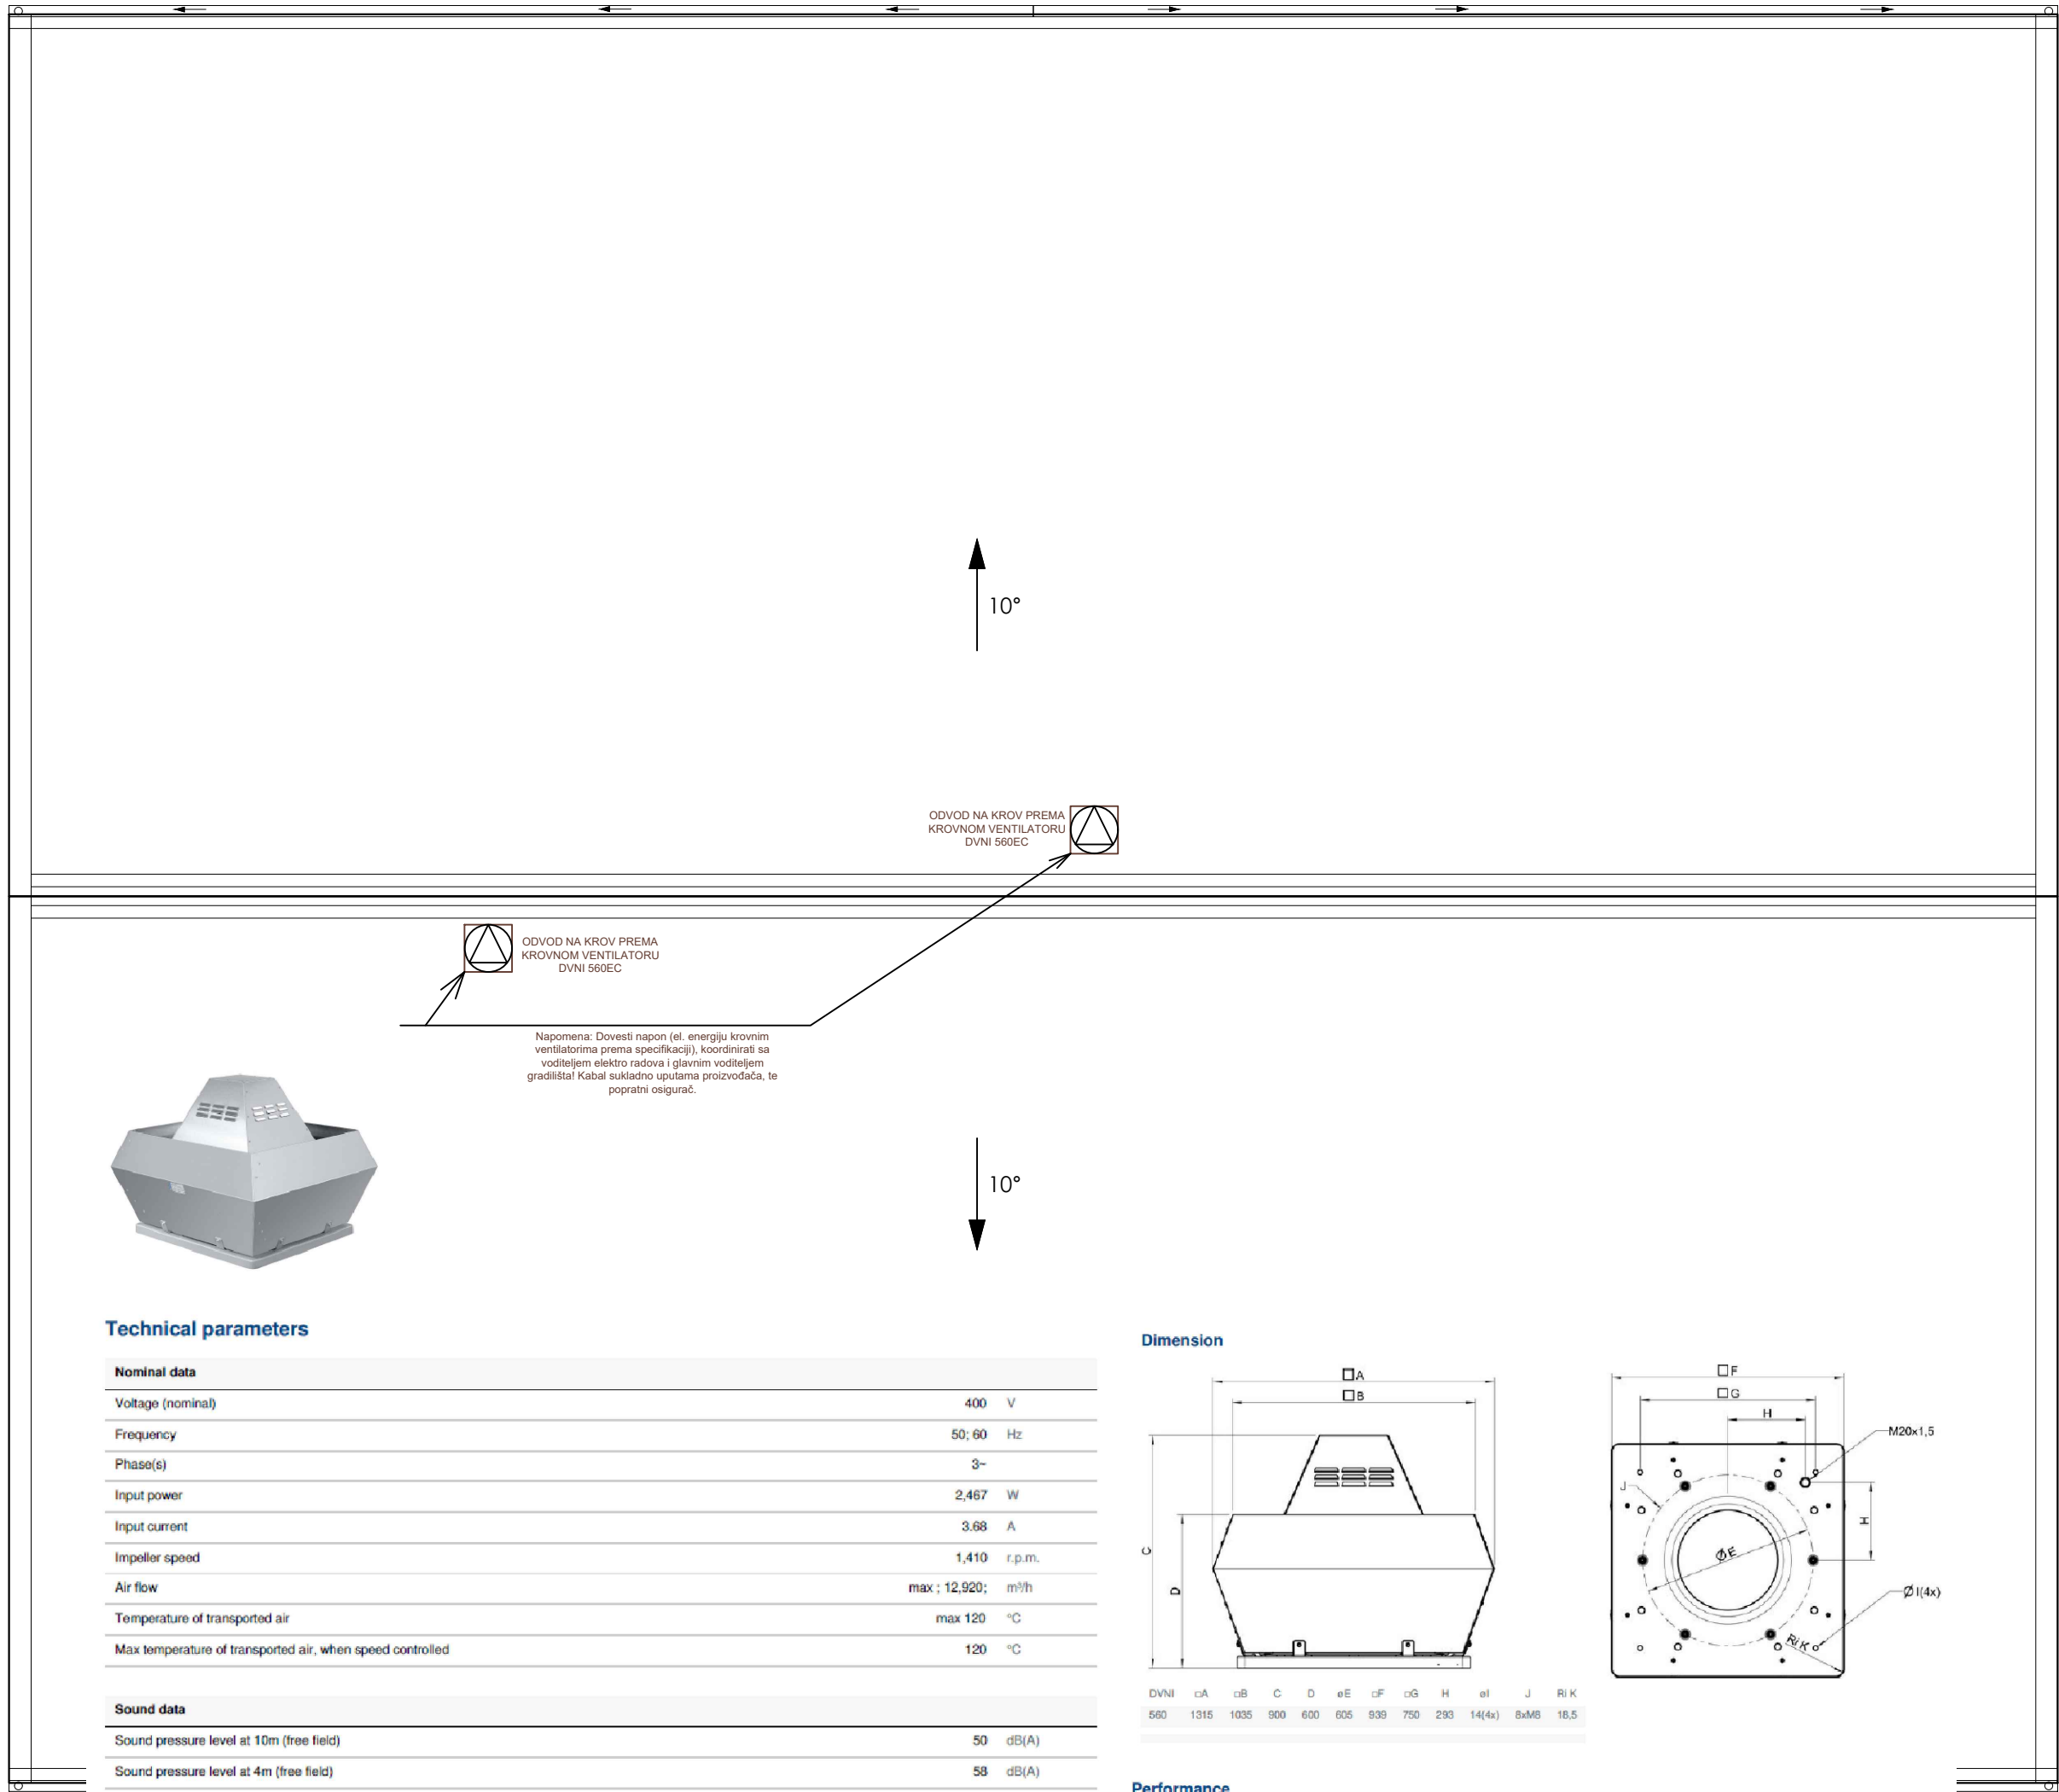 10°
ODVOD NA KROV PREMA
KROVNOM VENTILATORU
DVNI 560EC
ODVOD NA KROV PREMA
KROVNOM VENTILATORU
DVNI 560EC
Napomena: Dovesti napon (el. energiju krovnim
ventilatorima prema specifikaciji), koordinirati sa
voditeljem elektro radova i glavnim voditeljem
gradilišta! Kabal sukladno uputama proizvođača, te
popratni osigurač.
10°
Technical parameters
Nominal data
Voltage (nominal) 400 V
Frequency 50; 60 Hz
Phase(s) 3~
Input power 2,467 W
Input current 3.68 A
Impeller speed 1,410 r.p.m.
Air flow max ; 12,920; m³/h
Temperature of transported air max 120 °C
Max temperature of transported air, when speed controlled 120 °C
Sound data
Sound pressure level at 10m (free field) 50 dB(A)
Sound pressure level at 4m (free field) 58 dB(A)
Dimension
□A
□B
C
D
□F
□G
H
M20x1,5
J
H
ØE
ØI(4x)
Ri K
DVNI □A □B C D øE □F □G H øI J Ri K
560 1315 1035 900 600 605 939 750 293 14(4x) 8xM8 18,5
Performance